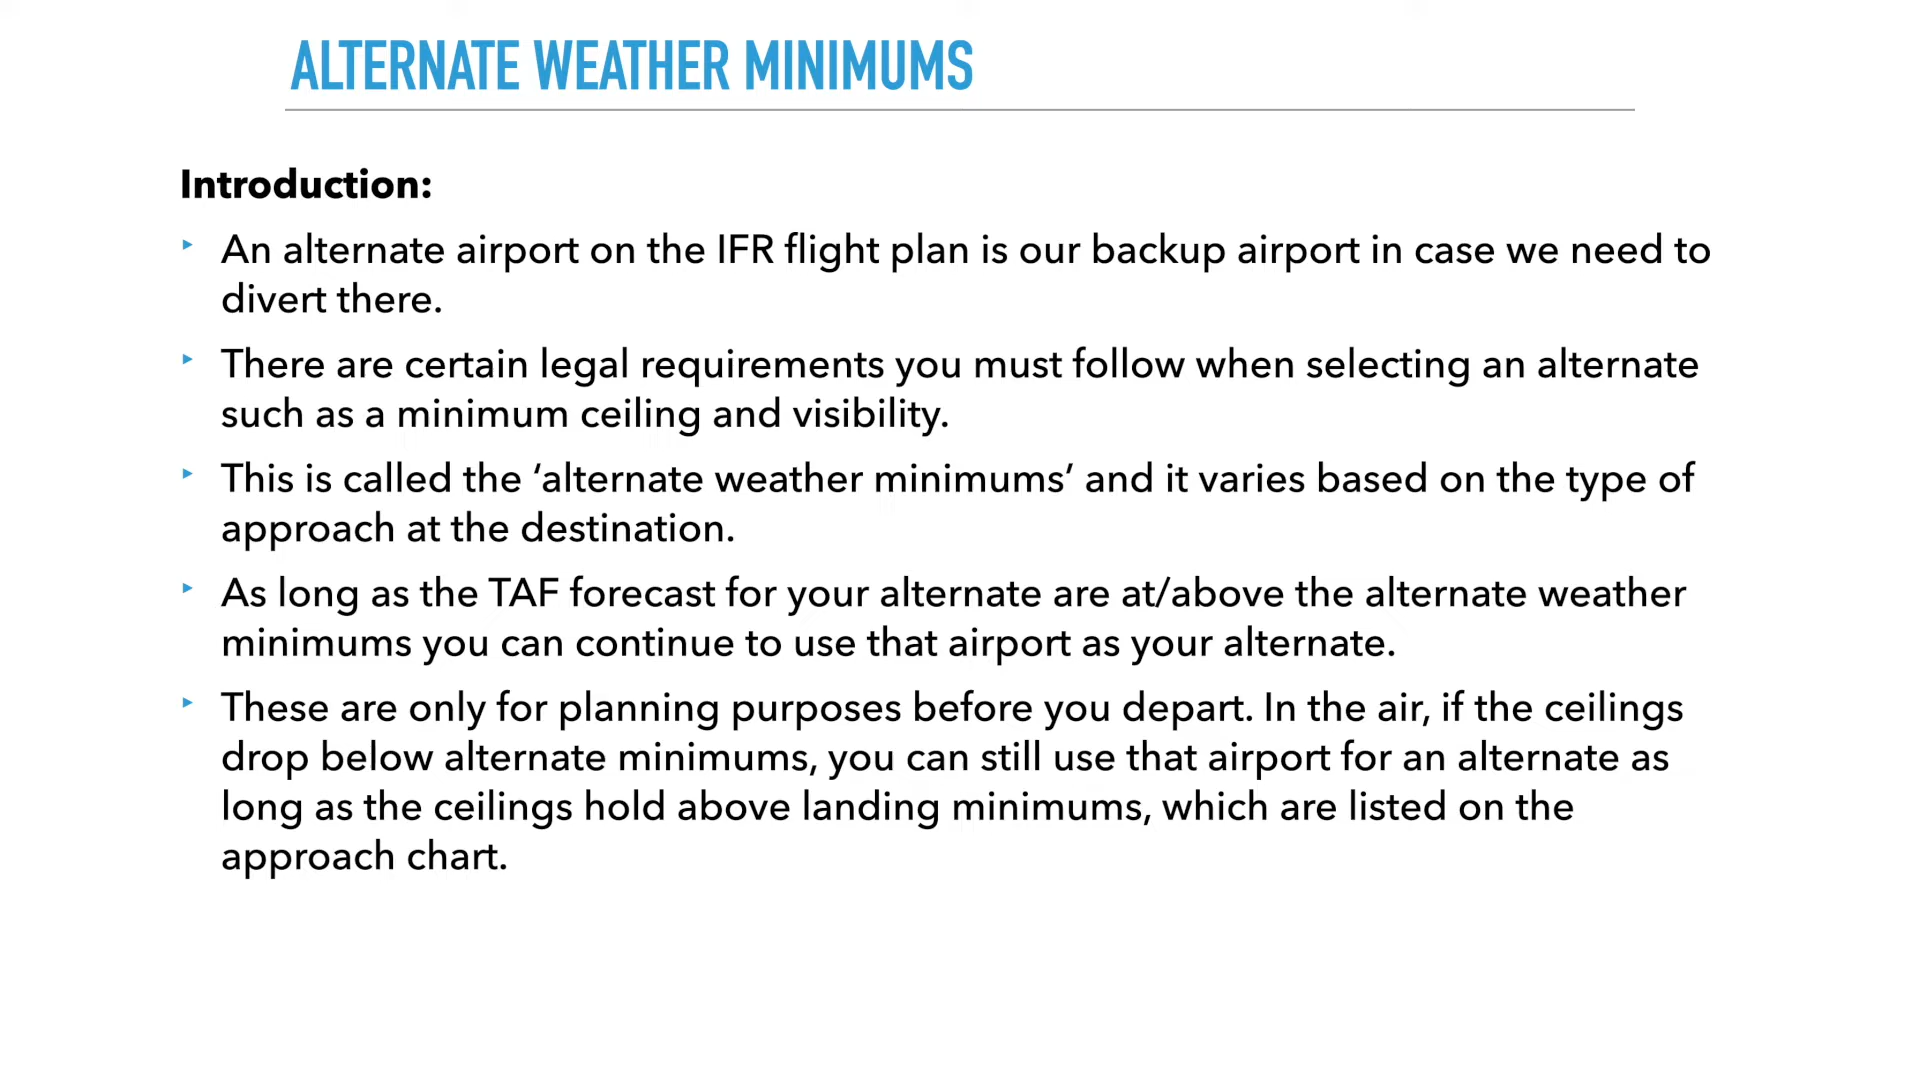 ALTERNATE WEATHER MINIMUMS
Introduction:
‣ An alternate airport on the IFR flight plan is our backup airport in case we need to
divert there.
‣ There are certain legal requirements you must follow when selecting an alternate
such as a minimum ceiling and visibility.
‣ This is called the ‘alternate weather minimums’ and it varies based on the type of
approach at the destination.
‣ As long as the TAF forecast for your alternate are at/above the alternate weather
minimums you can continue to use that airport as your alternate.
‣ These are only for planning purposes before you depart. In the air, if the ceilings
drop below alternate minimums, you can still use that airport for an alternate as
long as the ceilings hold above landing minimums, which are listed on the
approach chart.